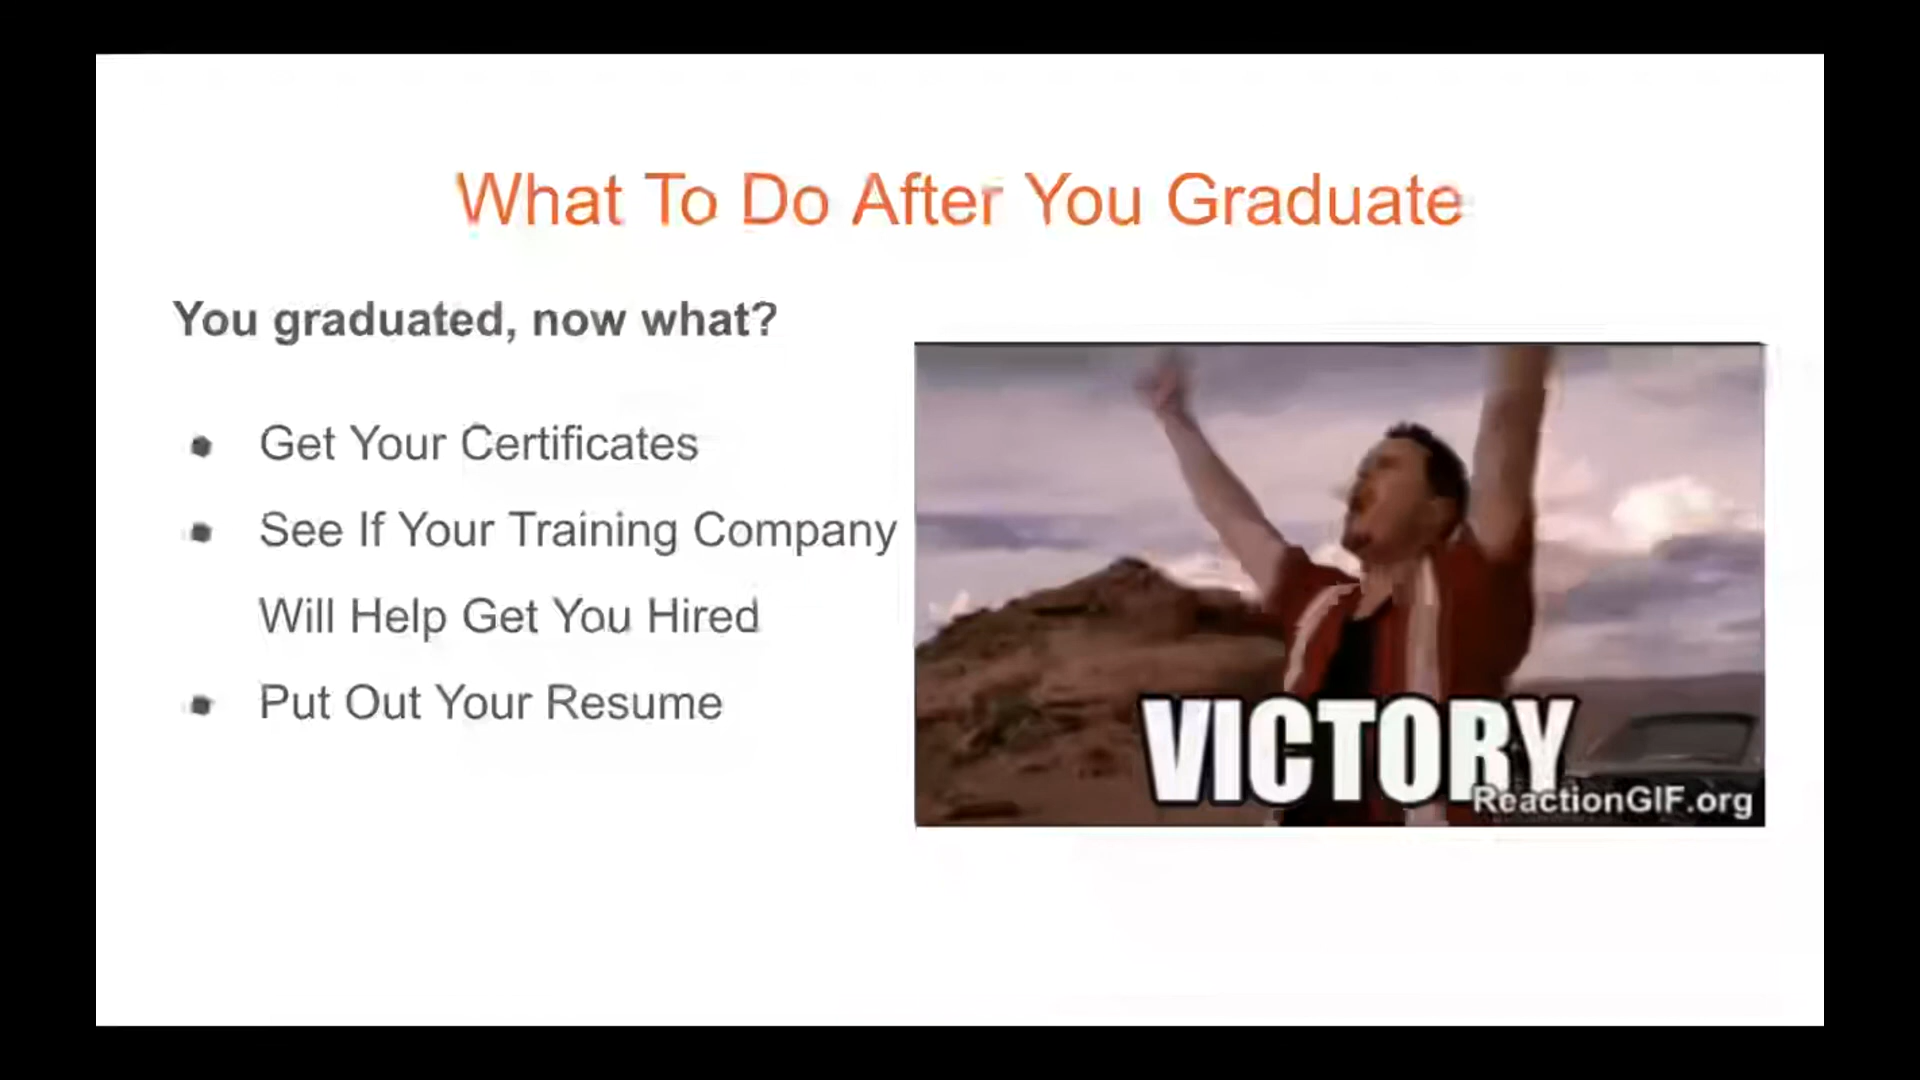 What To Do After You Graduate
You graduated, now what?
Get Your Certificates
See If Your Training Company
Will Help Get You Hired
Put Out Your Resume
VICTORY
ReactionGIF.org